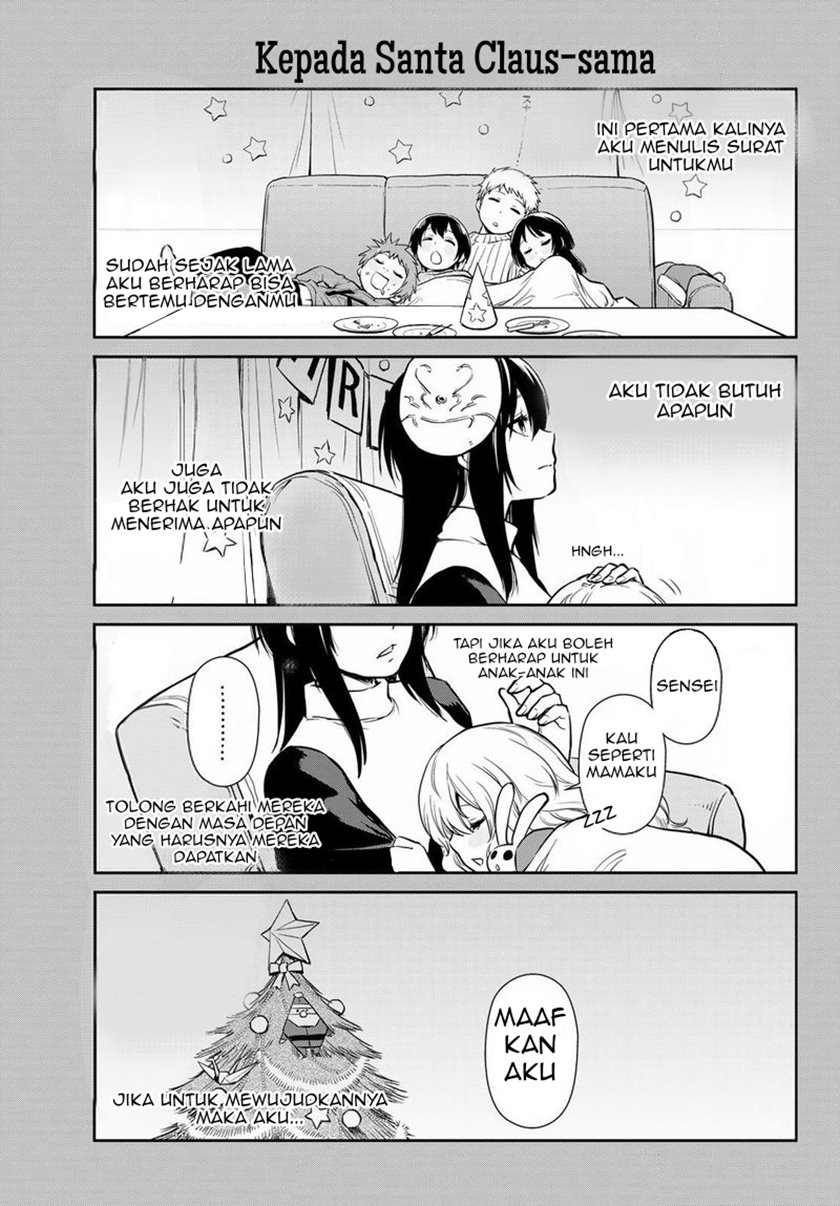 Kepada Santa Claus-sama
INI PERTAMA KALINYA
AKU MENULIS SURAT
UNTUKMU
SUDAH SEJAK LAMA
AKU BERHARAP BISA
BERTEMU DENGANMU
AKU TIDAK BUTUH
APAPUN
JUGA
AKU JUGA TIDAK
BERHAK UNTUK
MENERIMA APAPUN
HNGH...
SENSEI
KAU
SEPERTI
MAMAKU
ZZZ
TAPI JIKA AKU BOLEH
BERHARAP UNTUK
ANAK-ANAK INI
.........
TOLONG BERKAHI MEREKA
DENGAN MASA DEPAN
YANG HARUSNYA MEREKA
DAPATKAN
MAAF
KAN
AKU
JIKA UNTUK MEWUJUDKANNYA
MAKA AKU...